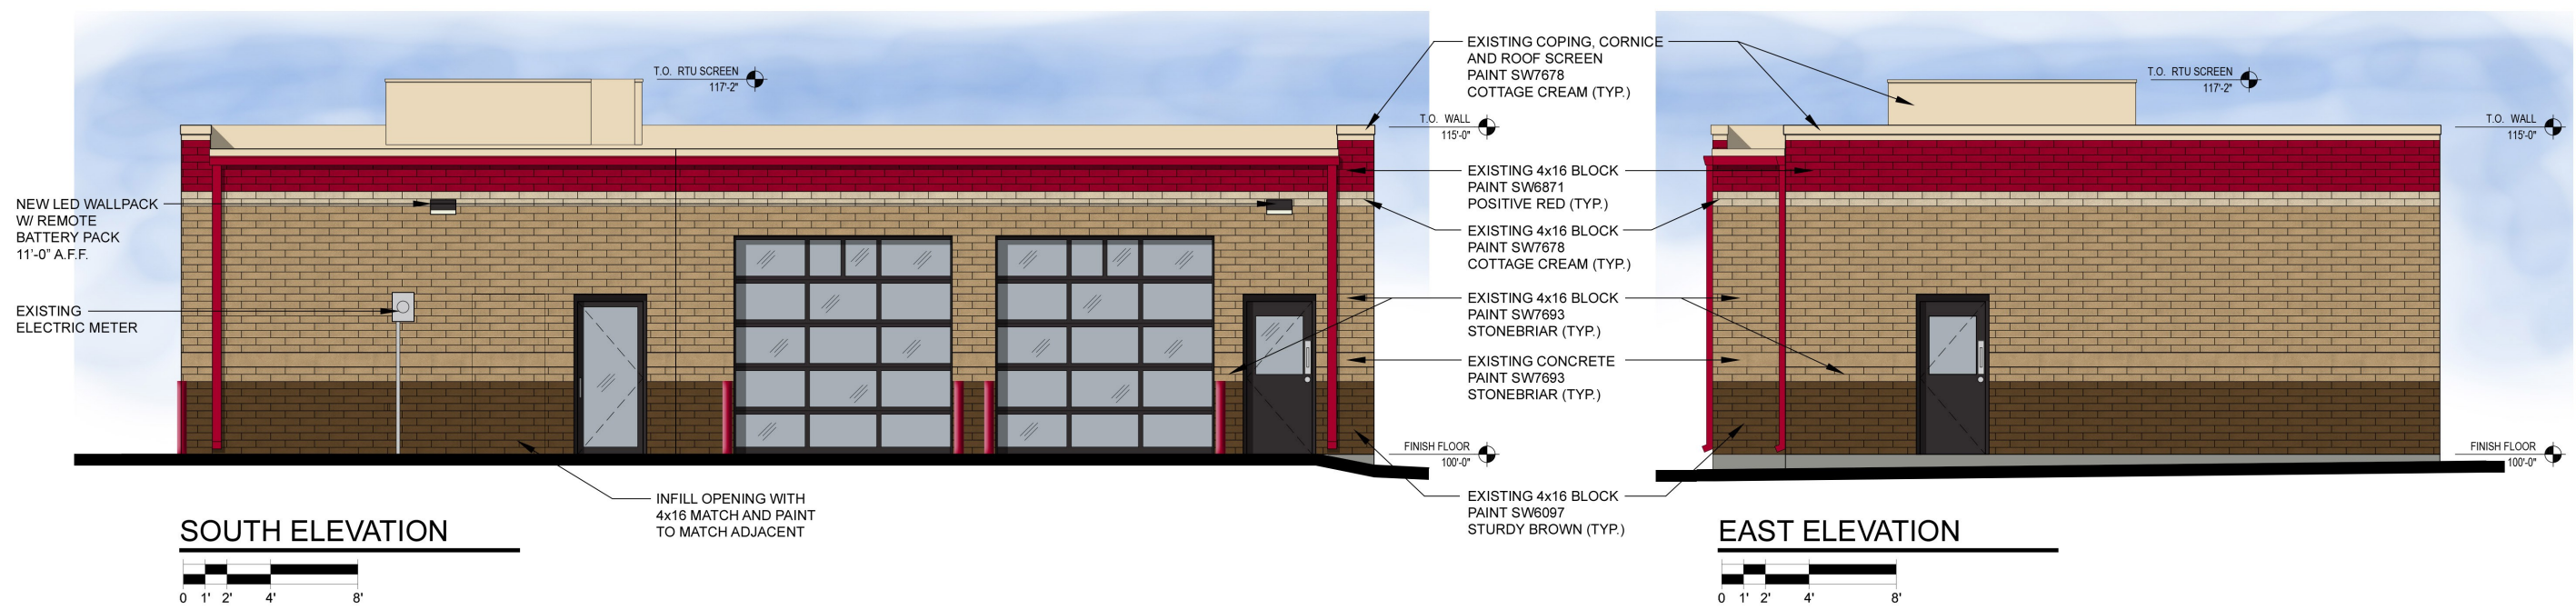 T.O. RTU SCREEN
117'-2"
NEW LED WALLPACK
W/ REMOTE
BATTERY PACK
11'-0" A.F.F.
EXISTING
ELECTRIC METER
INFILL OPENING WITH
4x16 MATCH AND PAINT
TO MATCH ADJACENT
SOUTH ELEVATION
0 1' 2' 4' 8'
EXISTING COPING, CORNICE
AND ROOF SCREEN
PAINT SW7678
COTTAGE CREAM (TYP.)
T.O. WALL
115'-0"
EXISTING 4x16 BLOCK
PAINT SW6871
POSITIVE RED (TYP.)
EXISTING 4x16 BLOCK
PAINT SW7678
COTTAGE CREAM (TYP.)
EXISTING 4x16 BLOCK
PAINT SW7693
STONEBRIAR (TYP.)
EXISTING CONCRETE
PAINT SW7693
STONEBRIAR (TYP.)
FINISH FLOOR
100'-0"
EXISTING 4x16 BLOCK
PAINT SW6097
STURDY BROWN (TYP.)
T.O. RTU SCREEN
117'-2"
T.O. WALL
115'-0"
FINISH FLOOR
100'-0"
EAST ELEVATION
0 1' 2' 4' 8'